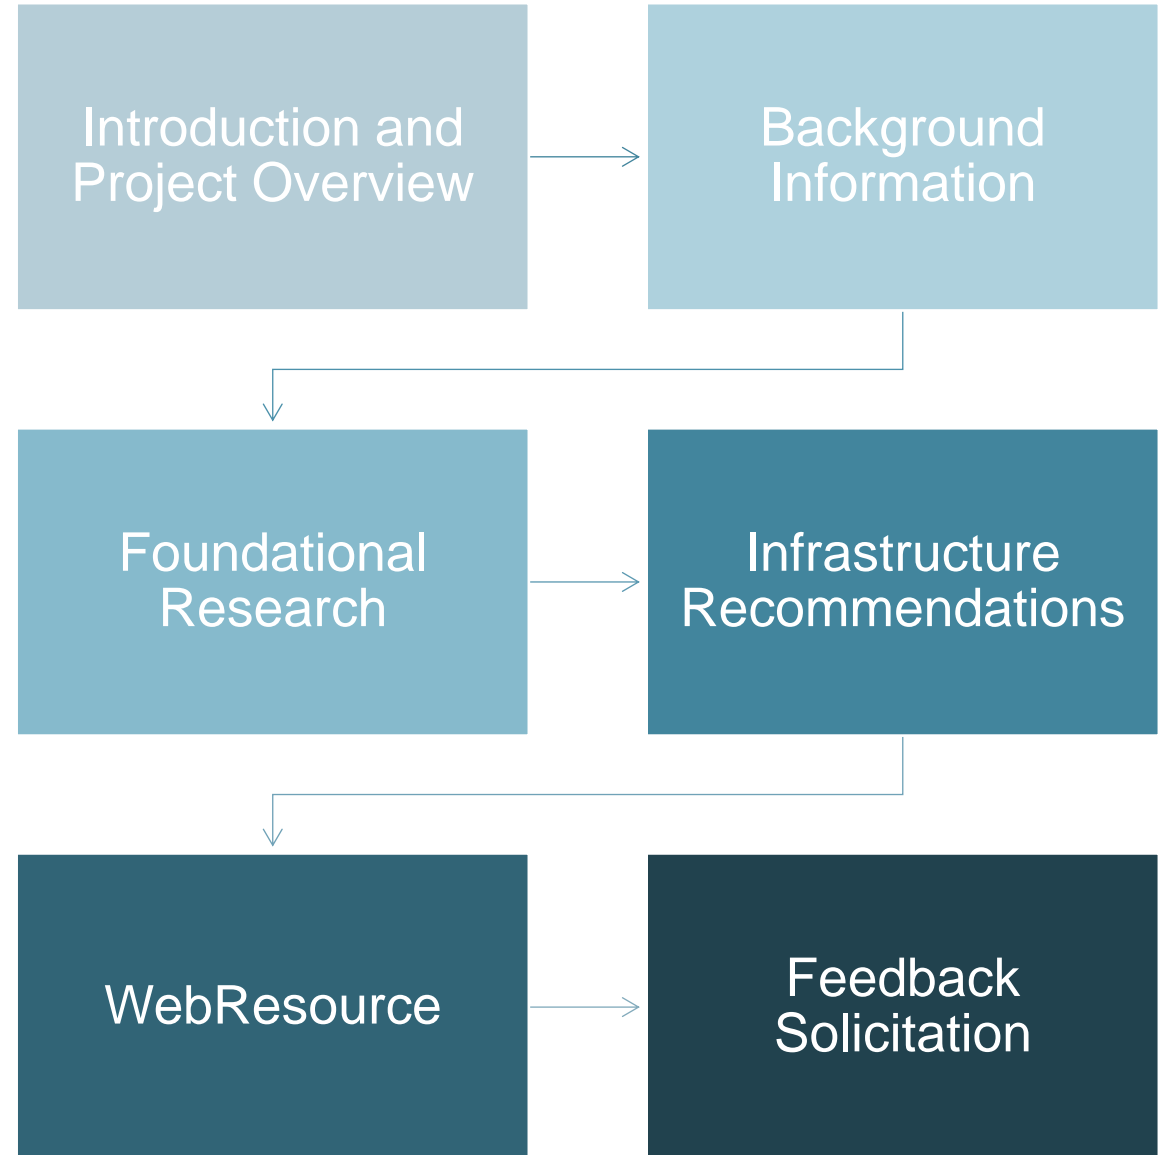 Introduction and
Project Overview
Background
Information
Foundational
Research
Infrastructure
Recommendations
WebResource
Feedback
Solicitation